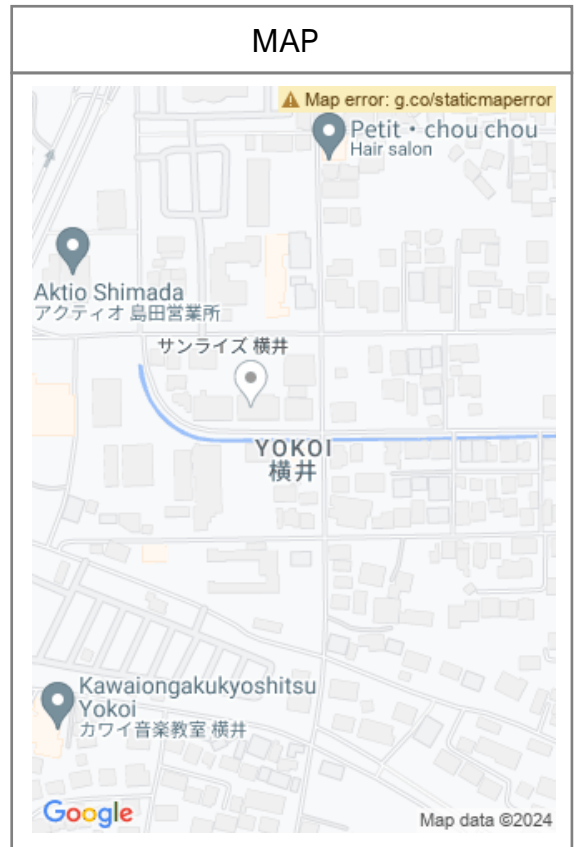 MAP
Map error: g.co/staticmaperror
Petit・chou chou
Hair salon
Aktio Shimada
アクティオ 島田営業所
サンライズ 横井
YOKOI
横井
Kawaiongakukyoshitsu
Yokoi
カワイ音楽教室 横井
Google
Map data ©2024